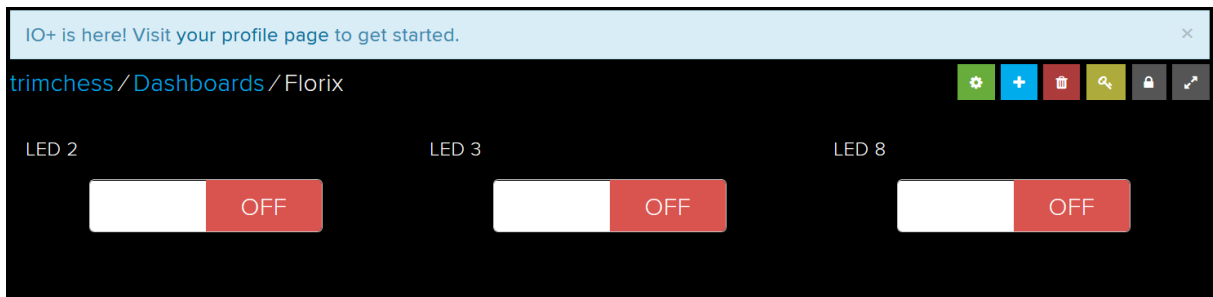 IO+ is here! Visit your profile page to get started. ×
trimchess / Dashboards / Florix
LED 2 LED 3 LED 8
OFF OFF OFF